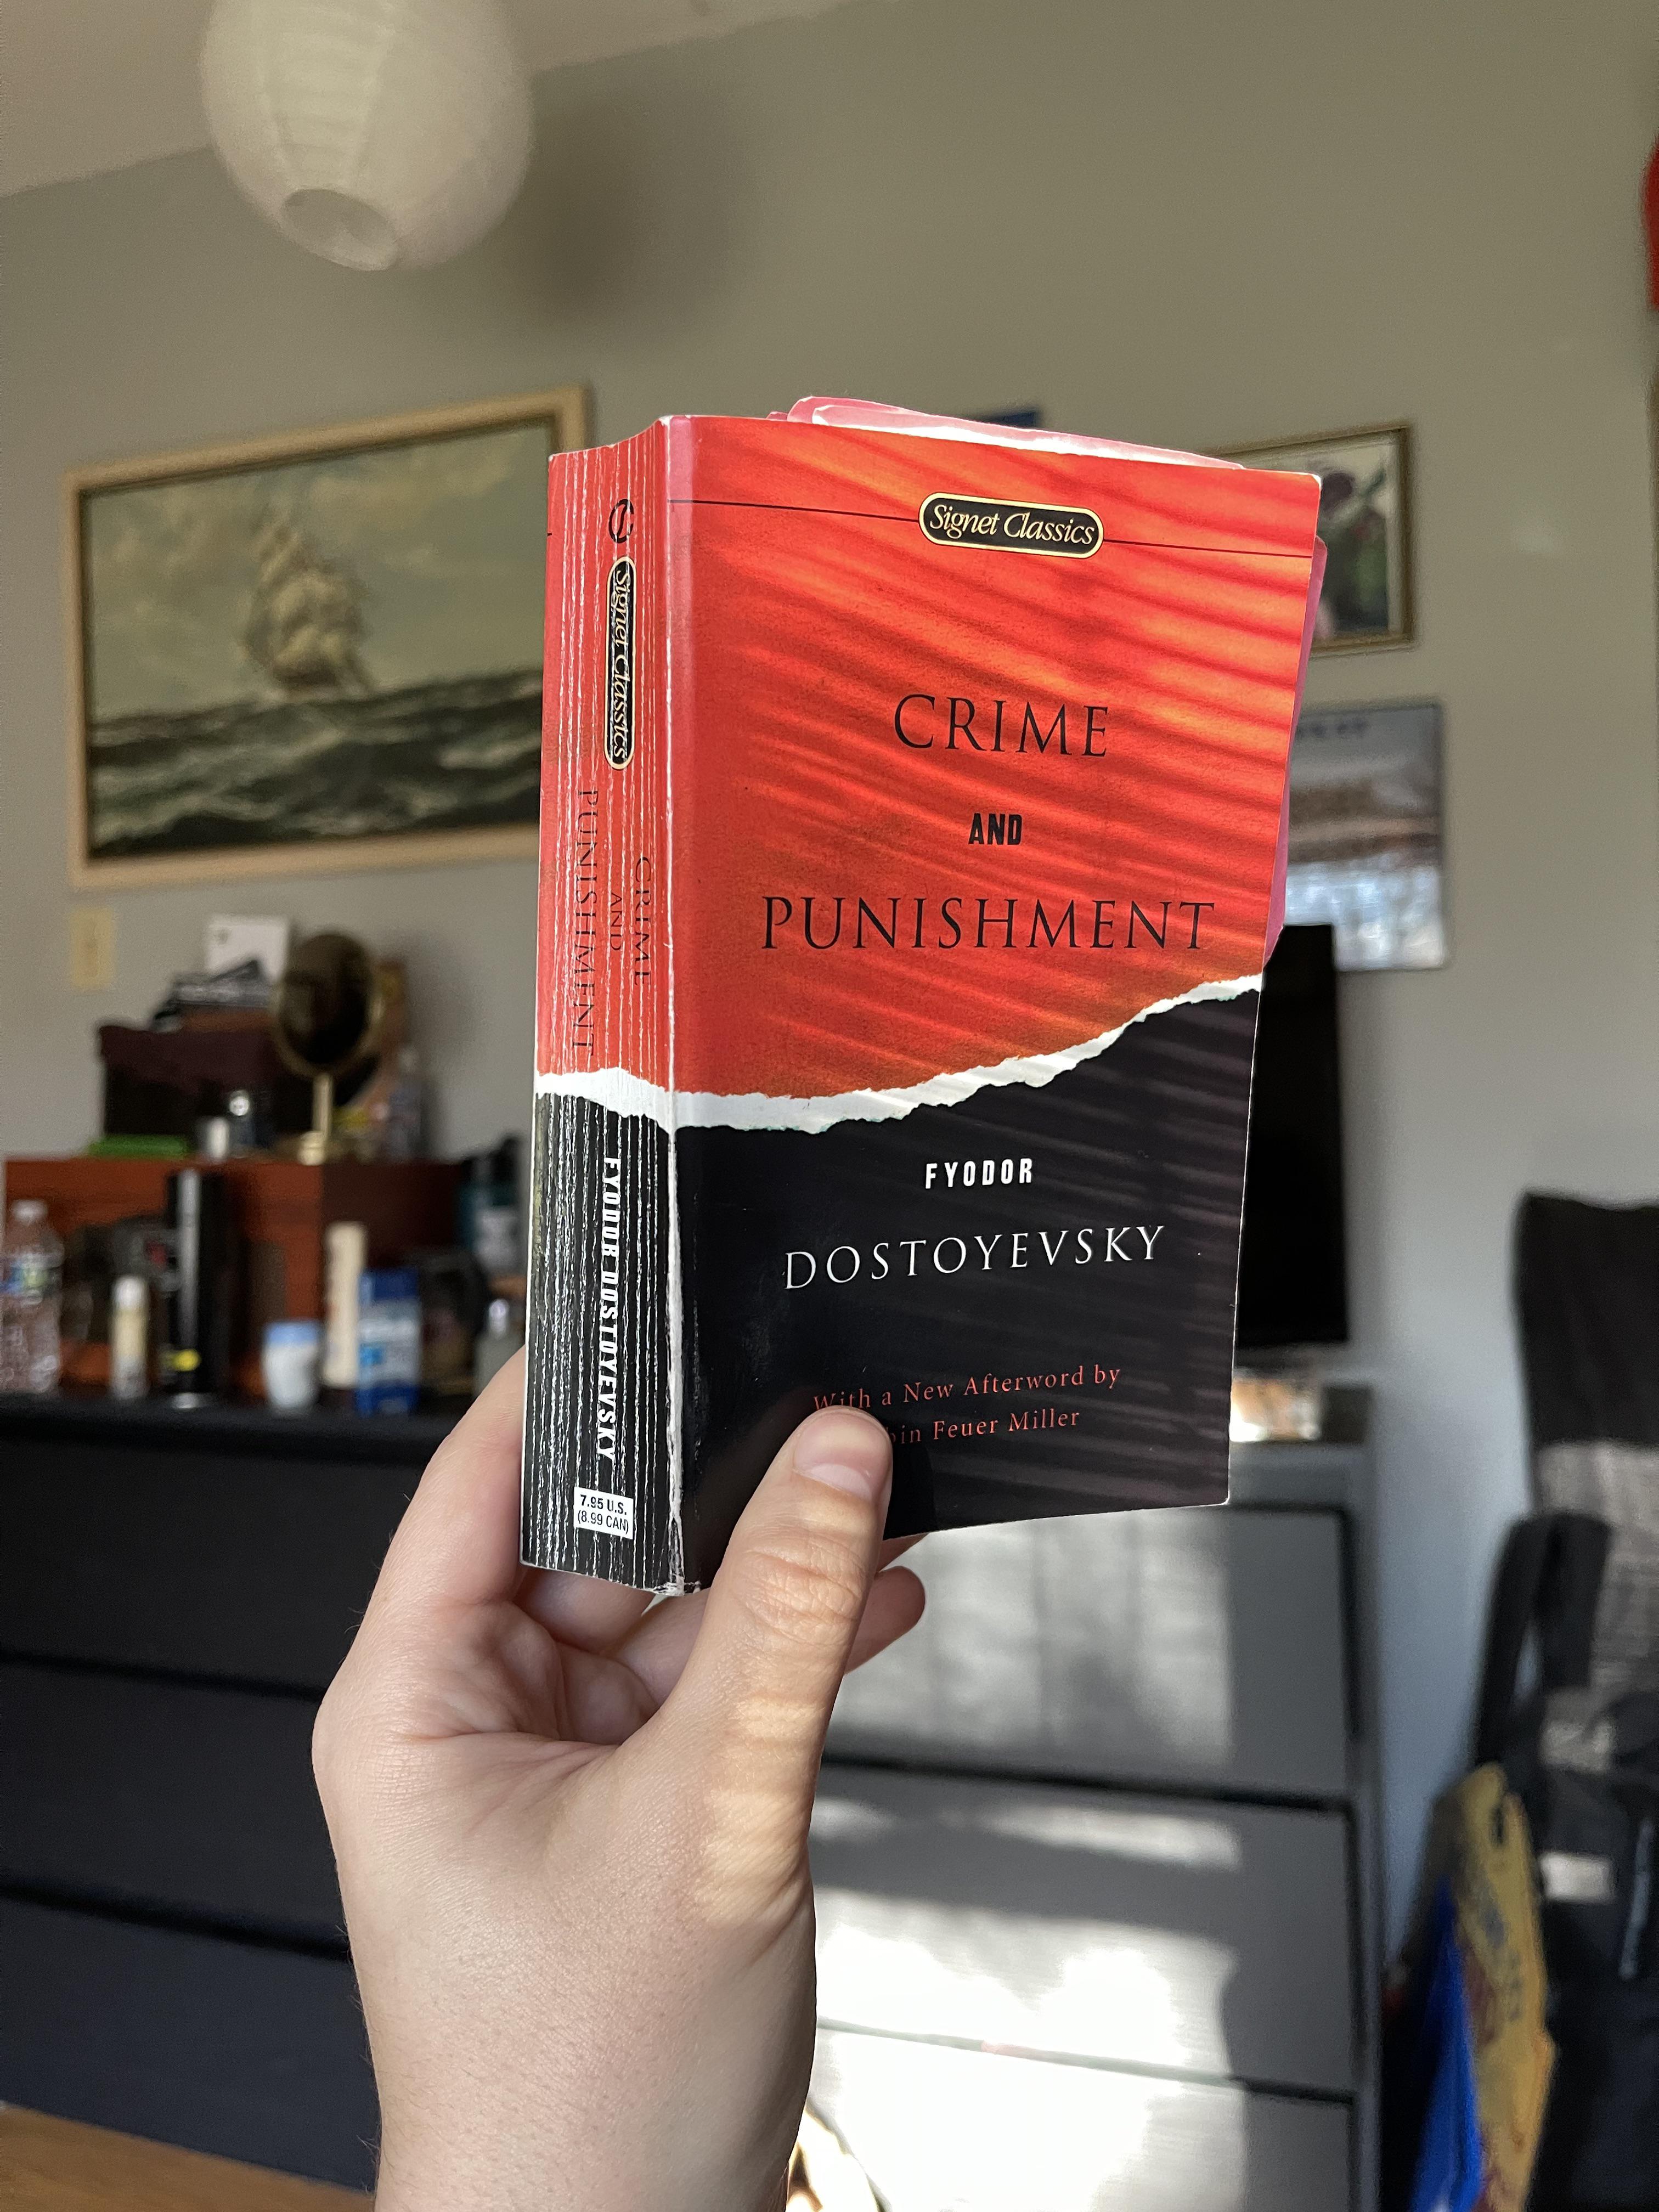 Signet Classics
CRIME
AND
PUNISHMENT
FYODOR
DOSTOYEVSKY
With a New Afterword by
Feuer Miller
Signet Classics
CRIME
AND
PUNISHMENT
FYODOR DOSTOYEVSKY
7.95 U.S.
(8.99 CAN)